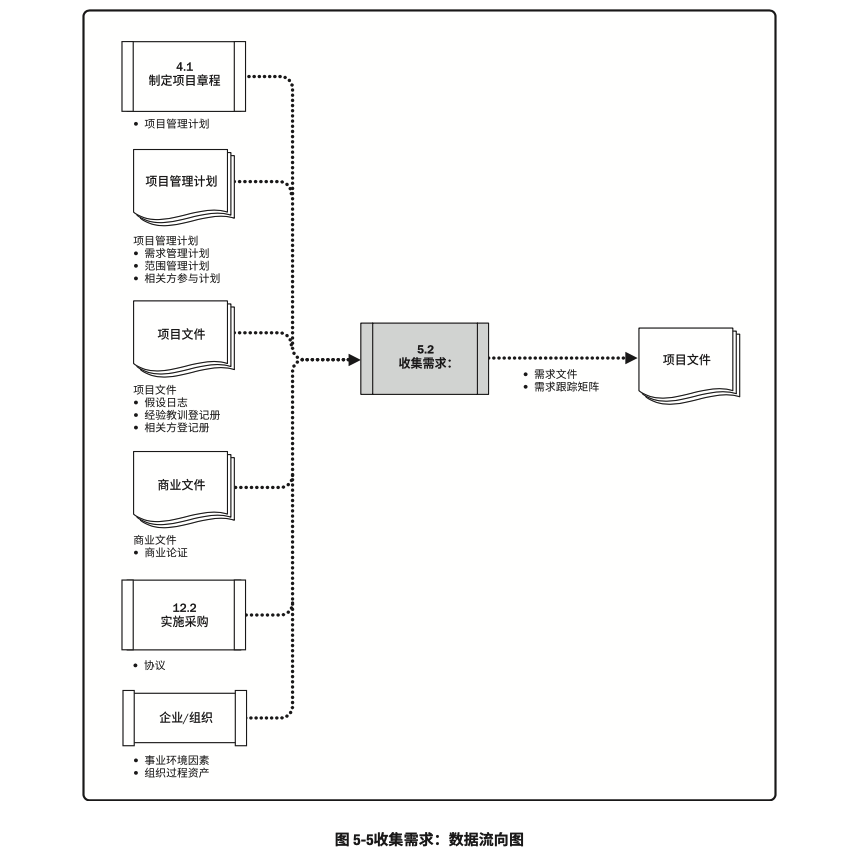 4.1
制定项目章程
• 项目管理计划
项目管理计划
项目管理计划
• 需求管理计划
• 范围管理计划
• 相关方参与计划
项目文件
项目文件
• 假设日志
• 经验教训登记册
• 相关方登记册
商业文件
商业文件
• 商业论证
12.2
实施采购
• 协议
企业/组织
• 事业环境因素
• 组织过程资产
5.2
收集需求：
• 需求文件
• 需求跟踪矩阵
项目文件
图 5-5收集需求：数据流向图